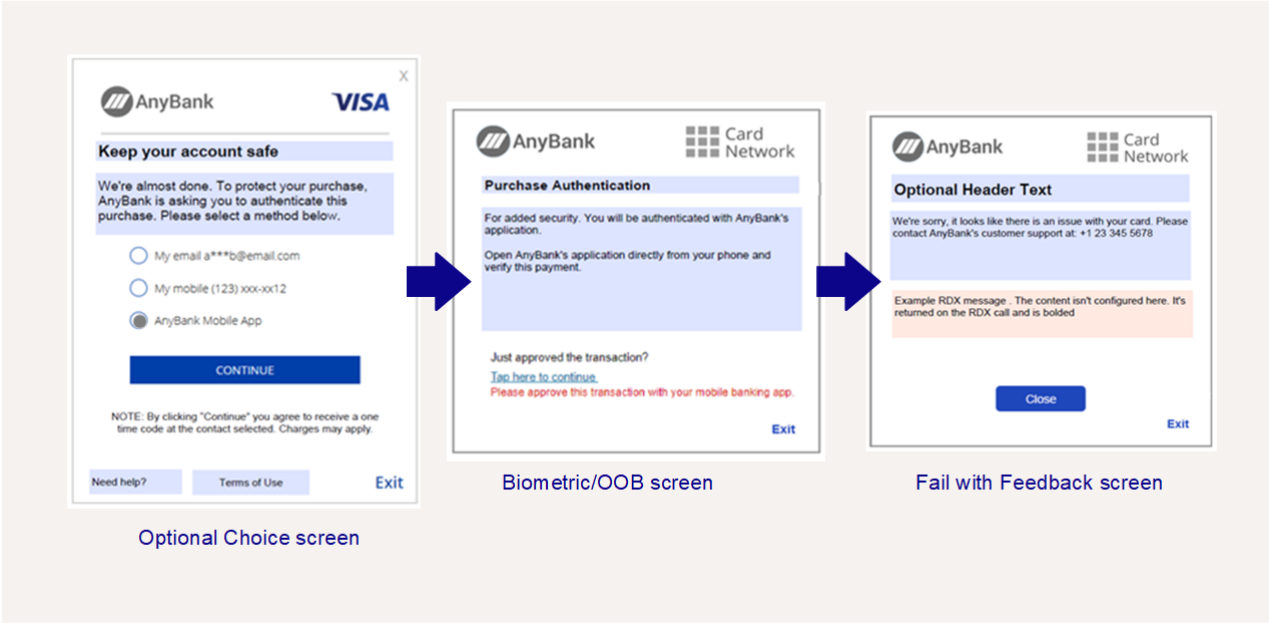 X
AnyBank
VISA
Keep your account safe
We're almost done. To protect your purchase,
AnyBank is asking you to authenticate this
purchase. Please select a method below.
My email a***b@email.com
My mobile (123) xxx-xx12
AnyBank Mobile App
CONTINUE
NOTE: By clicking "Continue" you agree to receive a one
time code at the contact selected. Charges may apply.
Need help?
Terms of Use
Exit
Optional Choice screen
AnyBank
Card
Network
Purchase Authentication
For added security. You will be authenticated with AnyBank's
application.
Open AnyBank's application directly from your phone and
verify this payment.
Just approved the transaction?
Tap here to continue.
Please approve this transaction with your mobile banking app.
Exit
Biometric/OOB screen
AnyBank
Card
Network
Optional Header Text
We're sorry, it looks like there is an issue with your card. Please
contact AnyBank's customer support at: +1 23 345 5678
Example RDX message . The content isn't configured here. It's
returned on the RDX call and is bolded
Close
Exit
Fail with Feedback screen